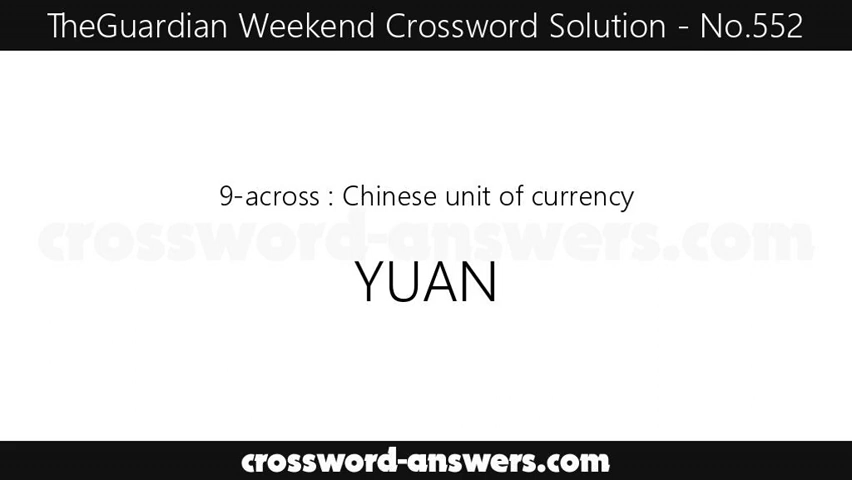 TheGuardian Weekend Crossword Solution - No.552
9-across : Chinese unit of currency
crossword-answers.com
YUAN
crossword-answers.com